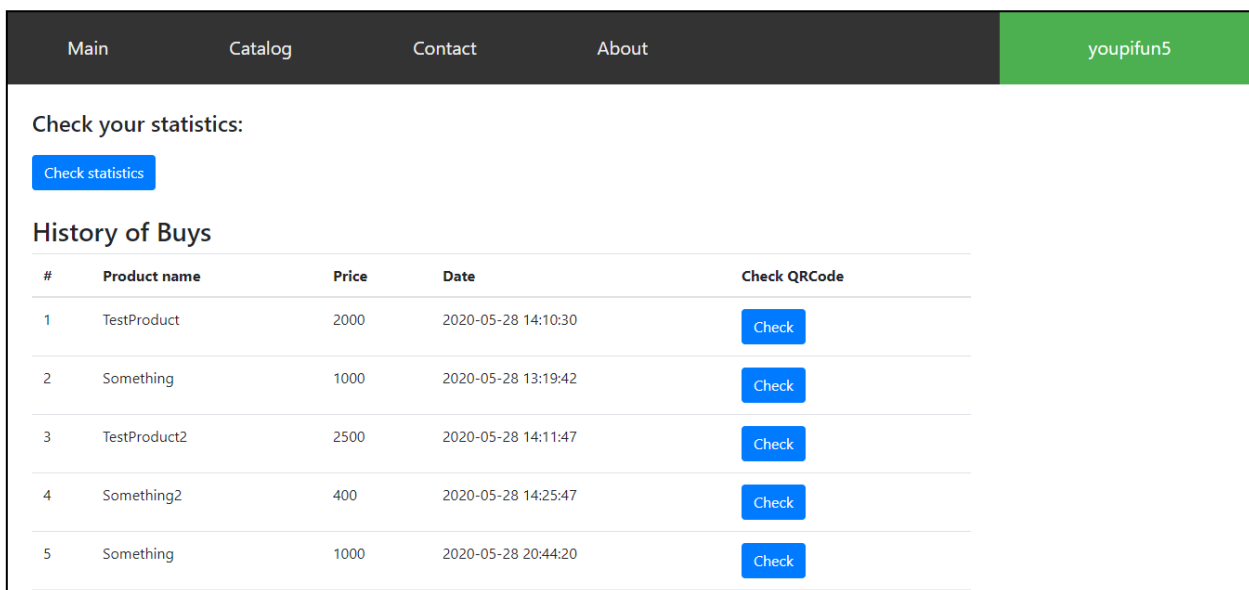 Main Catalog Contact About youpifun5
Check your statistics:
Check statistics
History of Buys
# Product name Price Date Check QRCode
1 TestProduct 2000 2020-05-28 14:10:30 Check
2 Something 1000 2020-05-28 13:19:42 Check
3 TestProduct2 2500 2020-05-28 14:11:47 Check
4 Something2 400 2020-05-28 14:25:47 Check
5 Something 1000 2020-05-28 20:44:20 Check